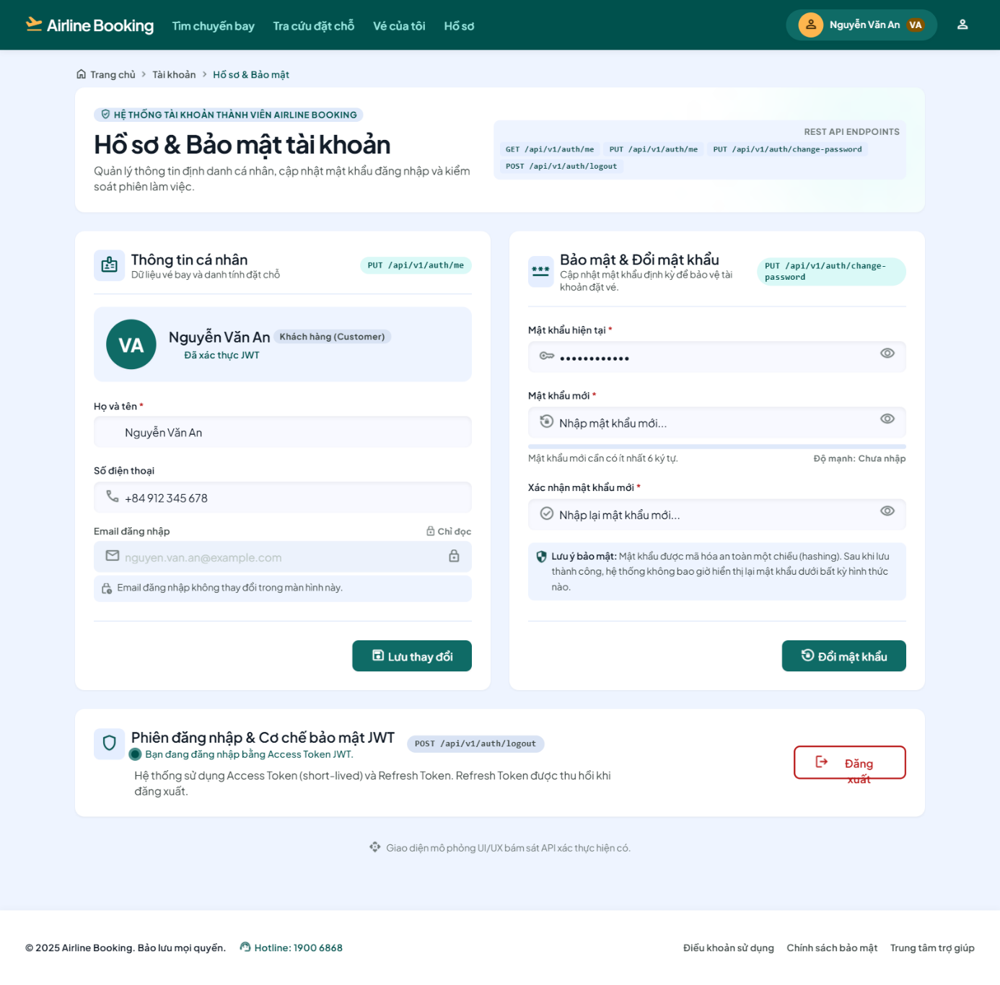 Airline Booking
Tìm chuyến bay
Tra cứu đặt chỗ
Vé của tôi
Hồ sơ
Nguyễn Văn An
VA
Trang chủ
Tài khoản
Hồ sơ & Bảo mật
HỆ THỐNG TÀI KHOẢN THÀNH VIÊN AIRLINE BOOKING
Hồ sơ & Bảo mật tài khoản
Quản lý thông tin định danh cá nhân, cập nhật mật khẩu đăng nhập và kiểm
soát phiên làm việc.
REST API ENDPOINTS
GET /api/v1/auth/me
PUT /api/v1/auth/me
PUT /api/v1/auth/change-password
POST /api/v1/auth/logout
Thông tin cá nhân
Dữ liệu vé bay và danh tính đặt chỗ
PUT /api/v1/auth/me
VA
Nguyễn Văn An
Khách hàng (Customer)
Đã xác thực JWT
Họ và tên *
Nguyễn Văn An
Số điện thoại
+84 912 345 678
Email đăng nhập
Chỉ đọc
nguyen.van.an@example.com
Email đăng nhập không thay đổi trong màn hình này.
Lưu thay đổi
Bảo mật & Đổi mật khẩu
Cập nhật mật khẩu định kỳ để bảo vệ tài
khoản đặt vé.
PUT /api/v1/auth/change-
password
Mật khẩu hiện tại *
••••••••••••
Mật khẩu mới *
Nhập mật khẩu mới...
Mật khẩu mới cần có ít nhất 6 ký tự.
Độ mạnh: Chưa nhập
Xác nhận mật khẩu mới *
Nhập lại mật khẩu mới...
Lưu ý bảo mật: Mật khẩu được mã hóa an toàn một chiều (hashing). Sau khi lưu
thành công, hệ thống không bao giờ hiển thị lại mật khẩu dưới bất kỳ hình thức
nào.
Đổi mật khẩu
Phiên đăng nhập & Cơ chế bảo mật JWT
POST /api/v1/auth/logout
Bạn đang đăng nhập bằng Access Token JWT.
Hệ thống sử dụng Access Token (short-lived) và Refresh Token. Refresh Token được thu hồi khi
đăng xuất.
Đăng
xuất
Giao diện mô phỏng UI/UX bám sát API xác thực hiện có.
© 2025 Airline Booking. Bảo lưu mọi quyền.
Hotline: 1900 6868
Điều khoản sử dụng
Chính sách bảo mật
Trung tâm trợ giúp